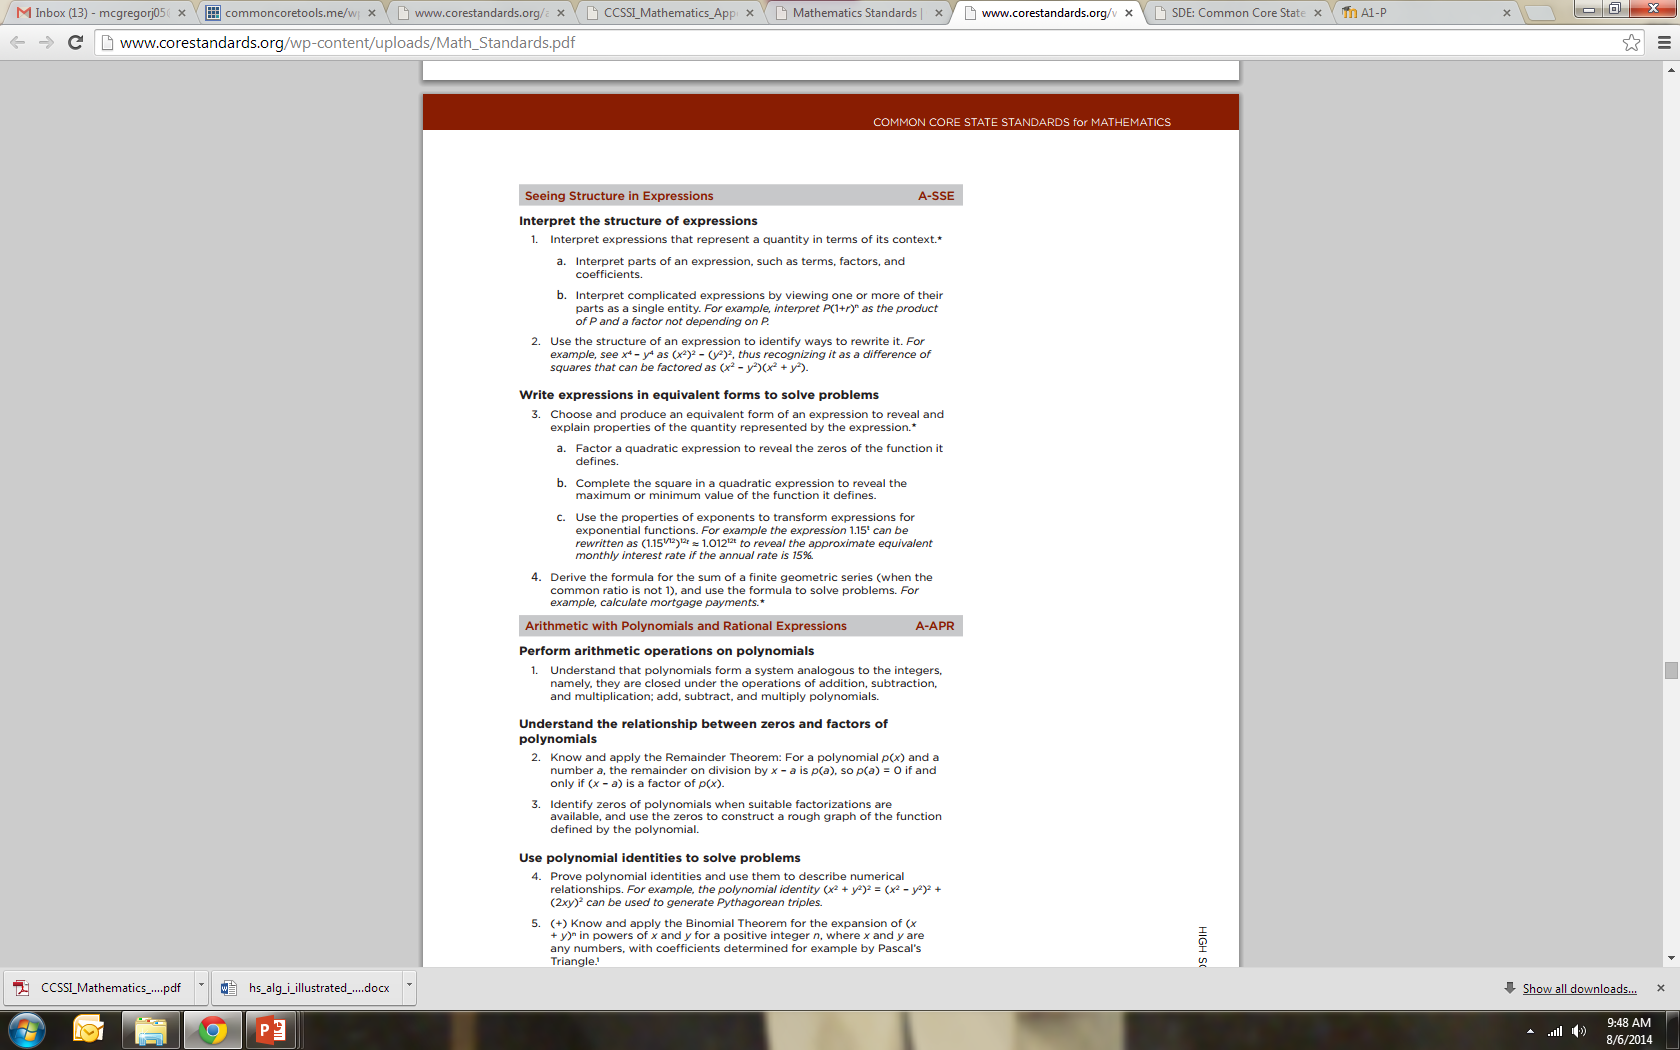 Inbox (13) - mcgregorj05
commoncoretools.me/w
www.corestandards.org/
CCSSI_Mathematics_App
Mathematics Standards |
www.corestandards.org/
SDE: Common Core State
A1-P
www.corestandards.org/wp-content/uploads/Math_Standards.pdf
COMMON CORE STATE STANDARDS for MATHEMATICS
Seeing Structure in Expressions A-SSE
Interpret the structure of expressions
1. Interpret expressions that represent a quantity in terms of its context.*
a. Interpret parts of an expression, such as terms, factors, and
coefficients.
b. Interpret complicated expressions by viewing one or more of their
parts as a single entity. For example, interpret P(1+r)ⁿ as the product
of P and a factor not depending on P.
2. Use the structure of an expression to identify ways to rewrite it. For
example, see x⁴ – y⁴ as (x²)² – (y²)², thus recognizing it as a difference of
squares that can be factored as (x² – y²)(x² + y²).
Write expressions in equivalent forms to solve problems
3. Choose and produce an equivalent form of an expression to reveal and
explain properties of the quantity represented by the expression.*
a. Factor a quadratic expression to reveal the zeros of the function it
defines.
b. Complete the square in a quadratic expression to reveal the
maximum or minimum value of the function it defines.
c. Use the properties of exponents to transform expressions for
exponential functions. For example the expression 1.15ᵗ can be
rewritten as (1.15¹ᐟ¹²)¹²ᵗ ≈ 1.012¹²ᵗ to reveal the approximate equivalent
monthly interest rate if the annual rate is 15%.
4. Derive the formula for the sum of a finite geometric series (when the
common ratio is not 1), and use the formula to solve problems. For
example, calculate mortgage payments.*
Arithmetic with Polynomials and Rational Expressions A-APR
Perform arithmetic operations on polynomials
1. Understand that polynomials form a system analogous to the integers,
namely, they are closed under the operations of addition, subtraction,
and multiplication; add, subtract, and multiply polynomials.
Understand the relationship between zeros and factors of
polynomials
2. Know and apply the Remainder Theorem: For a polynomial p(x) and a
number a, the remainder on division by x – a is p(a), so p(a) = 0 if and
only if (x – a) is a factor of p(x).
3. Identify zeros of polynomials when suitable factorizations are
available, and use the zeros to construct a rough graph of the function
defined by the polynomial.
Use polynomial identities to solve problems
4. Prove polynomial identities and use them to describe numerical
relationships. For example, the polynomial identity (x² + y²)² = (x² – y²)² +
(2xy)² can be used to generate Pythagorean triples.
5. (+) Know and apply the Binomial Theorem for the expansion of (x
+ y)ⁿ in powers of x and y for a positive integer n, where x and y are
any numbers, with coefficients determined for example by Pascal's
Triangle.¹
HIGH SC
CCSSI_Mathematics_....pdf
hs_alg_i_illustrated_....docx
Show all downloads...
9:48 AM
8/6/2014